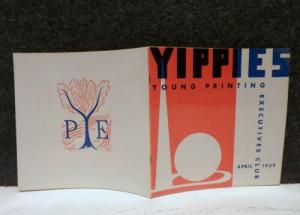 YIPPIES
YOUNG PRINTING
EXECUTIVES CLUB
APRIL 1939
PYE